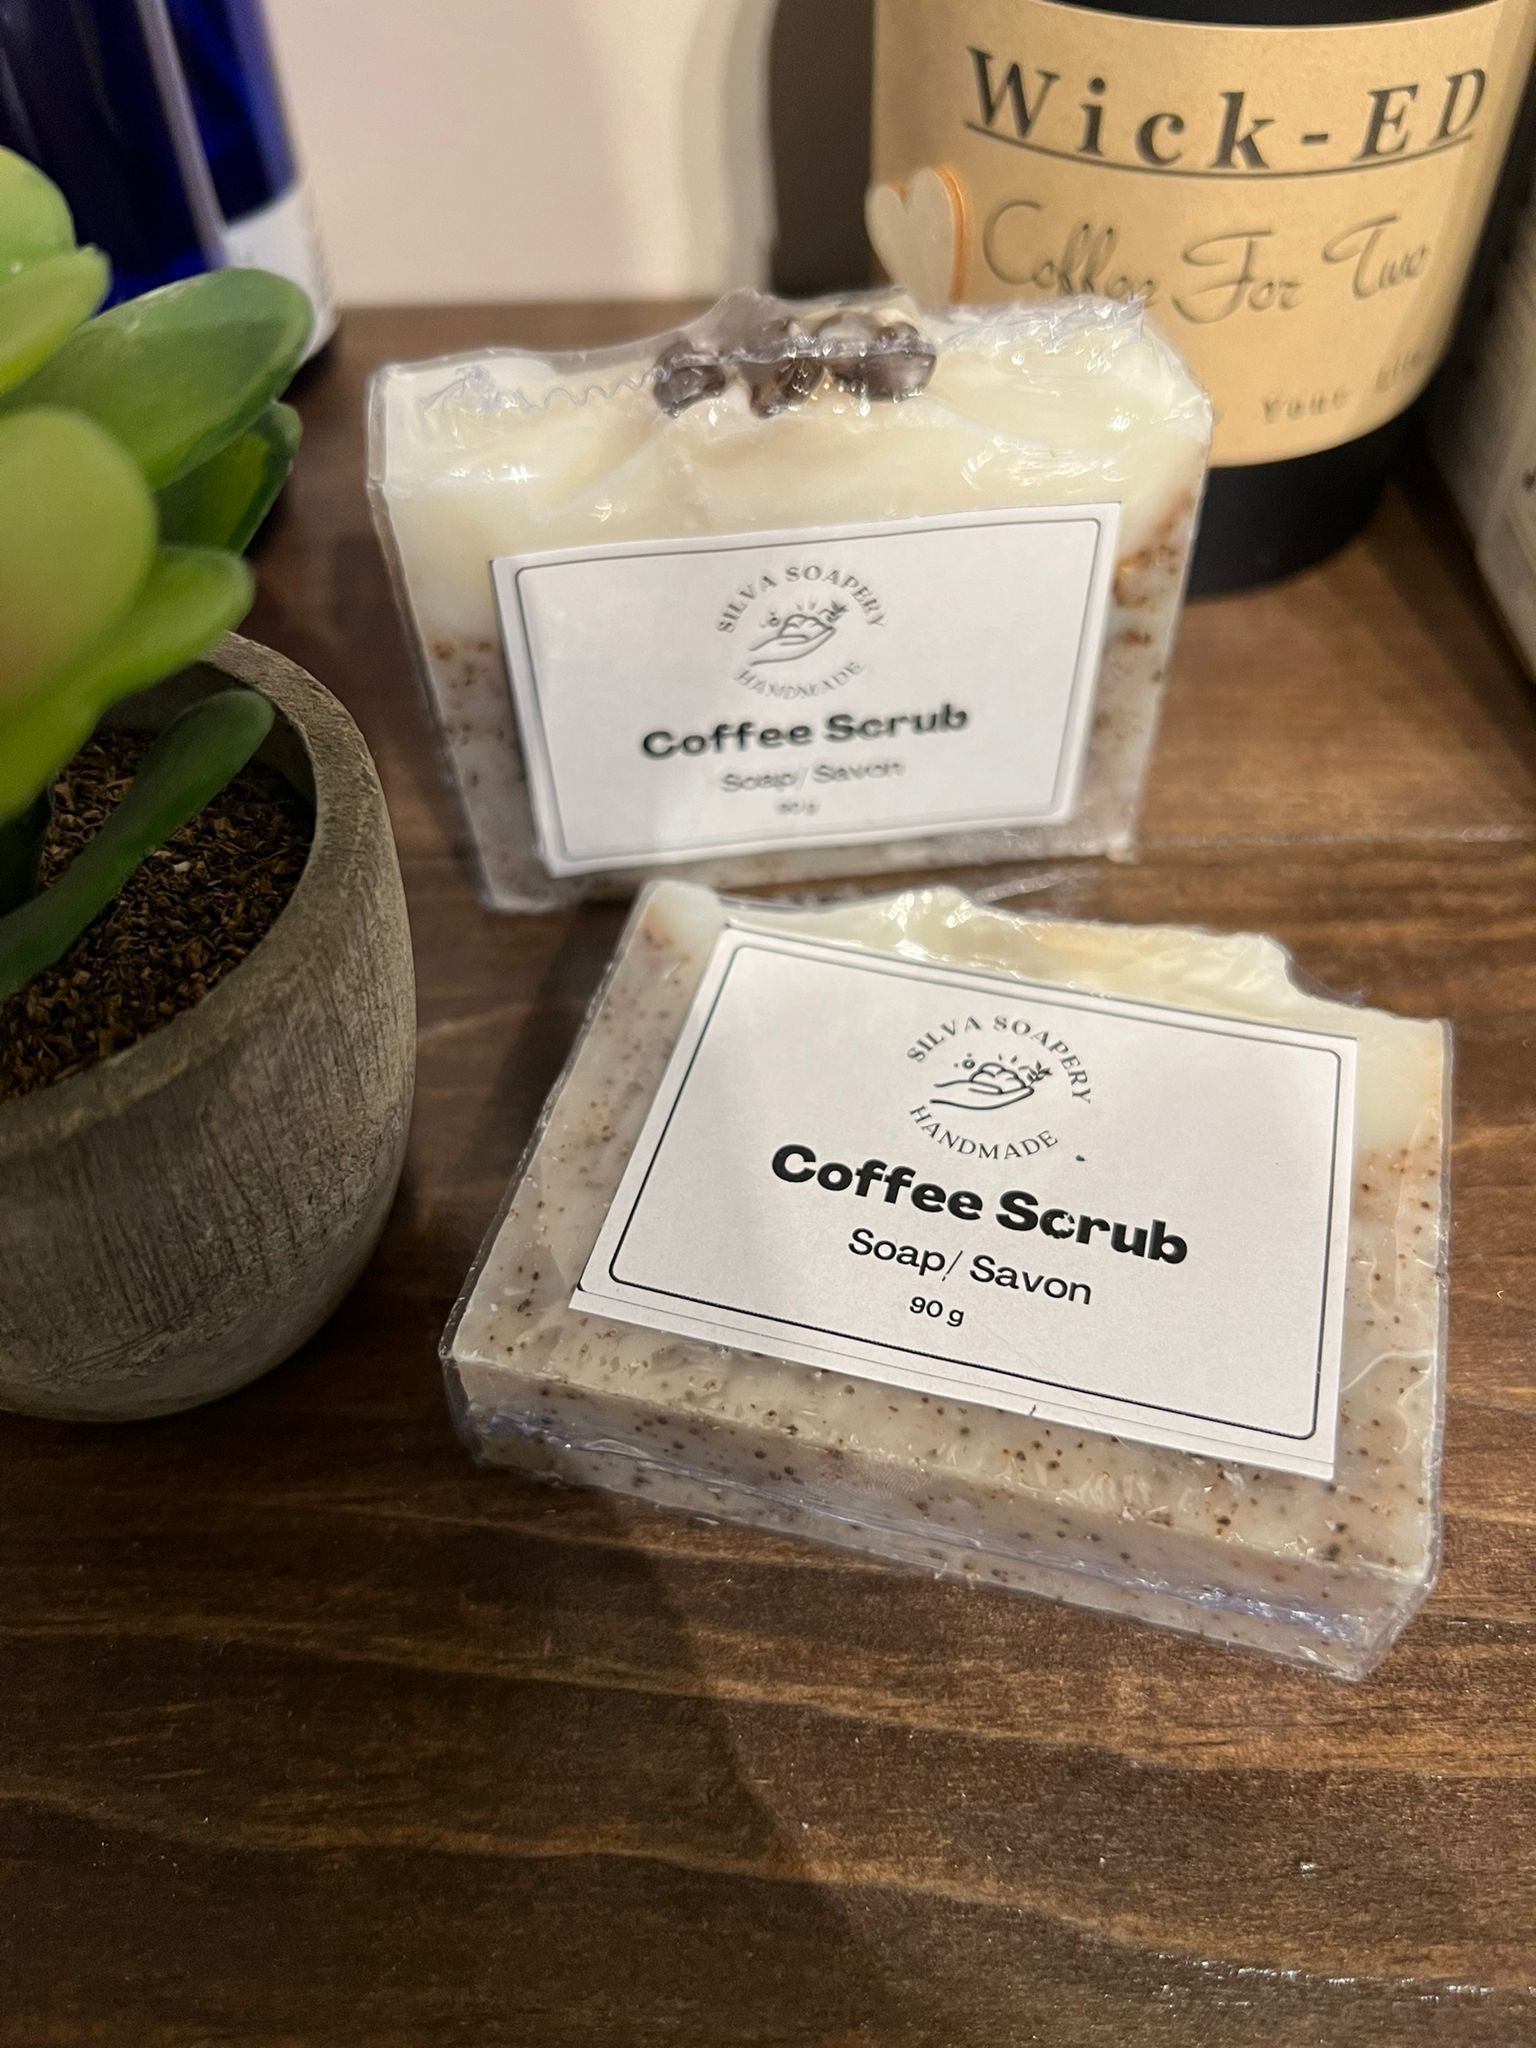 Wick-ED
Coffee For Two
SILVA SOAPERY
HANDMADE
Coffee Scrub
Soap/Savon
90 g
SILVA SOAPERY
HANDMADE
Coffee Scrub
Soap/ Savon
90 g